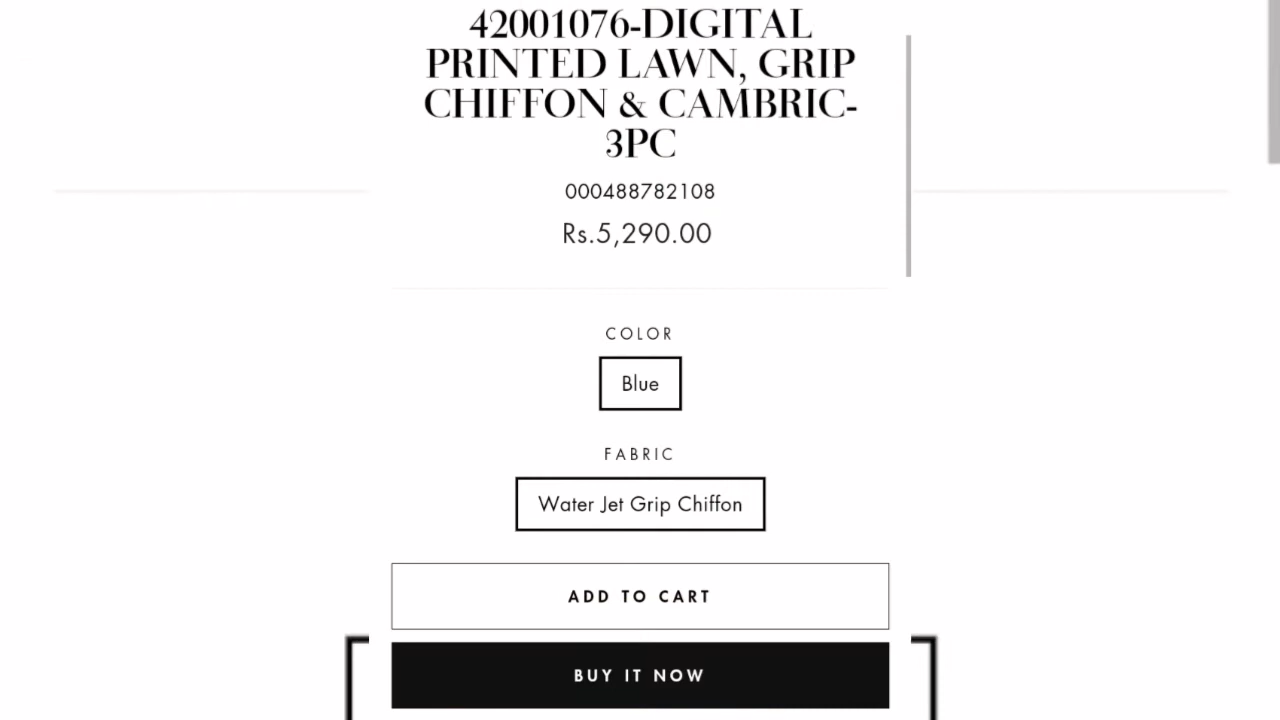 42001076-DIGITAL
PRINTED LAWN, GRIP
CHIFFON & CAMBRIC-
3PC
000488782108
Rs.5,290.00
COLOR
Blue
FABRIC
Water Jet Grip Chiffon
ADD TO CART
BUY IT NOW